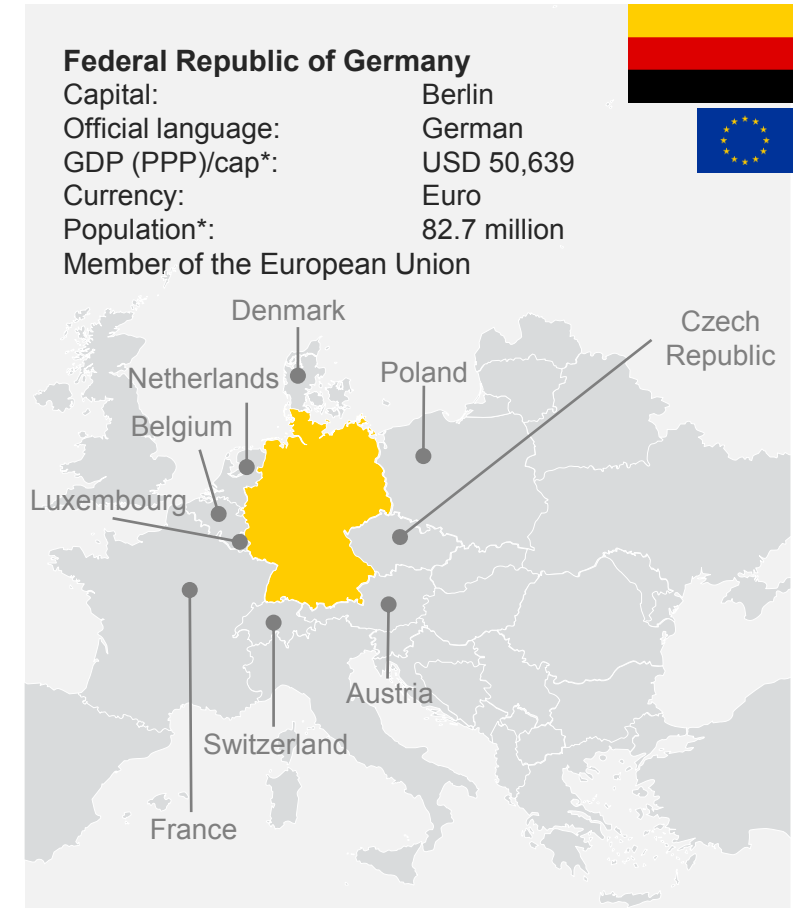 Federal Republic of Germany
Capital: Berlin
Official language: German
GDP (PPP)/cap*: USD 50,639
Currency: Euro
Population*: 82.7 million
Member of the European Union
Denmark
Czech
Republic
Netherlands
Poland
Belgium
Luxembourg
Austria
Switzerland
France